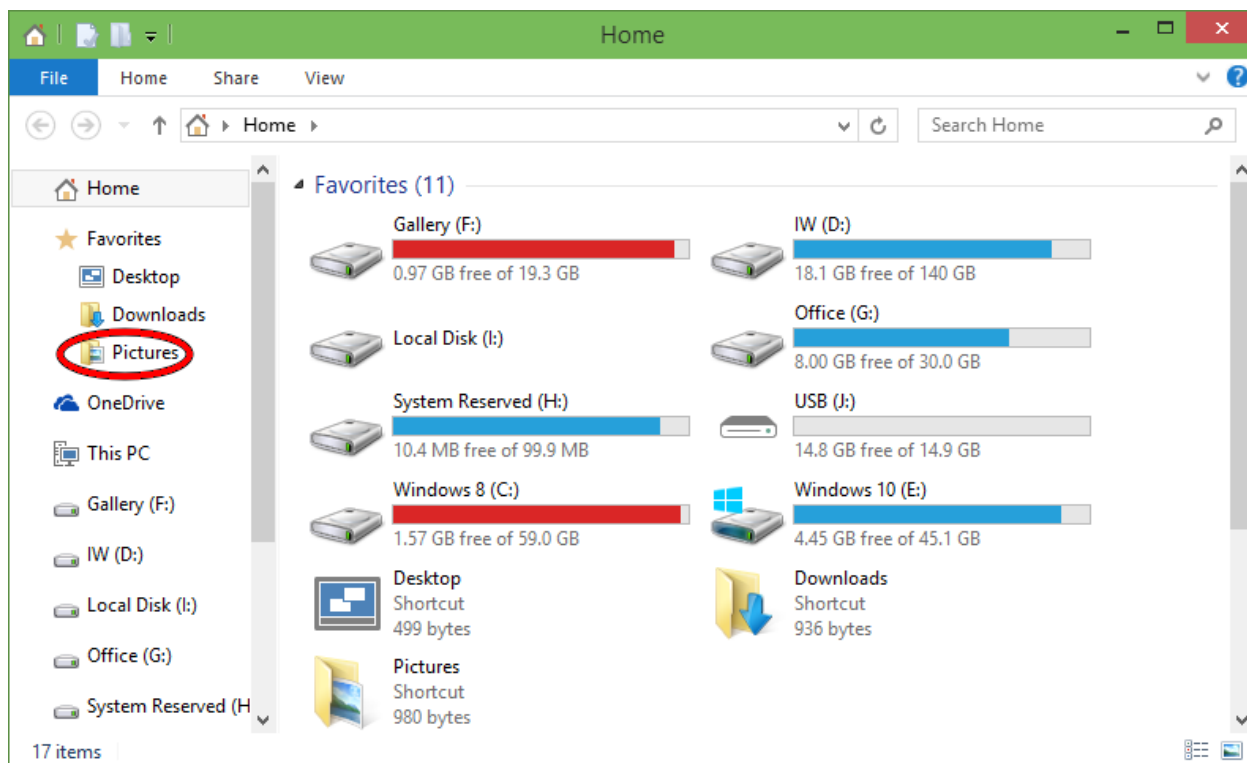 Home
File Home Share View
Home
Search Home
Home
Favorites
Desktop
Downloads
Pictures
OneDrive
This PC
Gallery (F:)
IW (D:)
Local Disk (I:)
Office (G:)
System Reserved (H
Favorites (11)
Gallery (F:)
0.97 GB free of 19.3 GB
IW (D:)
18.1 GB free of 140 GB
Local Disk (I:)
Office (G:)
8.00 GB free of 30.0 GB
System Reserved (H:)
10.4 MB free of 99.9 MB
USB (J:)
14.8 GB free of 14.9 GB
Windows 8 (C:)
1.57 GB free of 59.0 GB
Windows 10 (E:)
4.45 GB free of 45.1 GB
Desktop
Shortcut
499 bytes
Downloads
Shortcut
936 bytes
Pictures
Shortcut
980 bytes
17 items